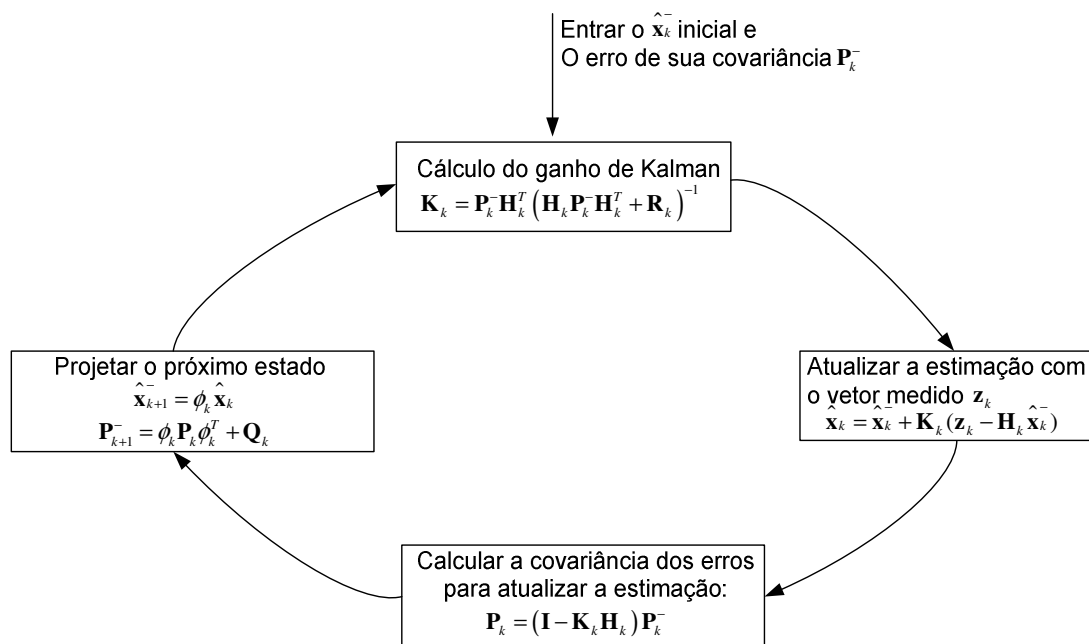 Entrar o x̂ₖ⁻ inicial e
O erro de sua covariância Pₖ⁻
Cálculo do ganho de Kalman
Kₖ = Pₖ⁻Hₖᵀ(HₖPₖ⁻Hₖᵀ + Rₖ)⁻¹
Atualizar a estimação com
o vetor medido zₖ
x̂ₖ = x̂ₖ⁻ + Kₖ(zₖ − Hₖx̂ₖ⁻)
Calcular a covariância dos erros
para atualizar a estimação:
Pₖ = (I − KₖHₖ)Pₖ⁻
Projetar o próximo estado
x̂ₖ₊₁⁻ = ϕₖx̂ₖ
Pₖ₊₁⁻ = ϕₖPₖϕₖᵀ + Qₖ